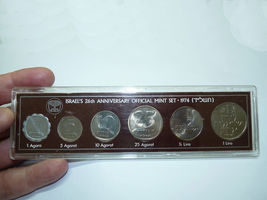 ISRAEL'S 26th ANNIVERSARY OFFICIAL MINT SET · 1974 (תשל"ד)
1 Agora 5 Agorot 10 Agorot 25 Agorot ½ Lira 1 Lira